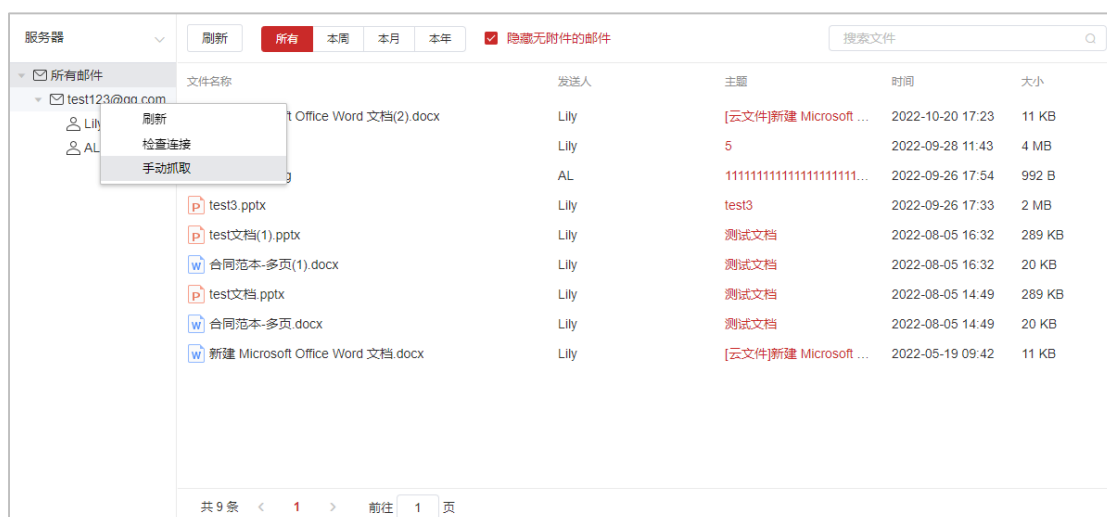 服务器
刷新 所有 本周 本月 本年 隐藏无附件的邮件 搜索文件
所有邮件
test123@qq.com
Lily
AL
刷新
检查连接
手动抓取
文件名称 发送人 主题 时间 大小
t Office Word 文档(2).docx Lily [云文件]新建 Microsoft ... 2022-10-20 17:23 11 KB
Lily 5 2022-09-28 11:43 4 MB
AL 2022-09-26 17:54 992 B
test3.pptx Lily test3 2022-09-26 17:33 2 MB
test文档(1).pptx Lily 测试文档 2022-08-05 16:32 289 KB
合同范本-多页(1).docx Lily 测试文档 2022-08-05 16:32 20 KB
test文档.pptx Lily 测试文档 2022-08-05 14:49 289 KB
合同范本-多页.docx Lily 测试文档 2022-08-05 14:49 20 KB
新建 Microsoft Office Word 文档.docx Lily [云文件]新建 Microsoft ... 2022-05-19 09:42 11 KB
共 9 条 < 1 > 前往 1 页